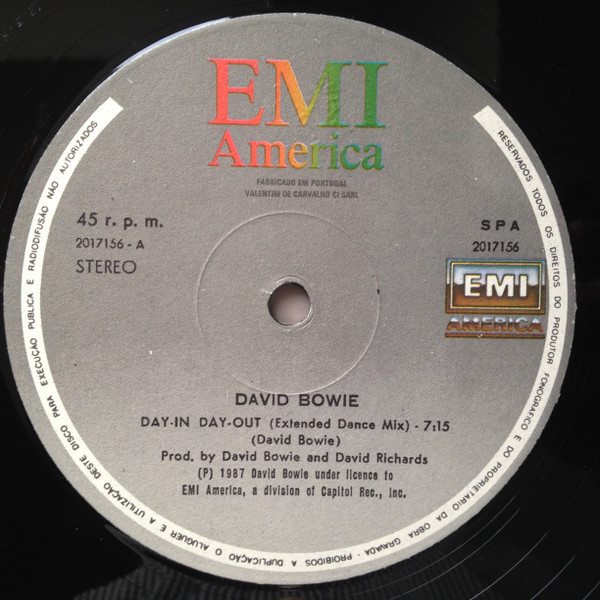 EMI
America
FABRICADO EM PORTUGAL
VALENTIM DE CARVALHO CI SARL
45 r. p. m.
2017156 - A
STEREO
SPA
2017156
EMI
AMERICA
DAVID BOWIE
DAY-IN DAY-OUT (Extended Dance Mix) - 7:15
(David Bowie)
Prod. by David Bowie and David Richards
(P) 1987 David Bowie under licence to
EMI America, a division of Capitol Rec., Inc.
RESERVADOS TODOS OS DIREITOS DO PRODUTOR FONOGRAFICO E DO PROPRIETARIO DA OBRA GRAVADA - PROIBIDOS A DUPLICAÇÃO O ALUGUER E A UTILIZAÇÃO DESTE DISCO PARA EXECUÇÃO PUBLICA E RADIODIFUSÃO NÃO AUTORIZADOS